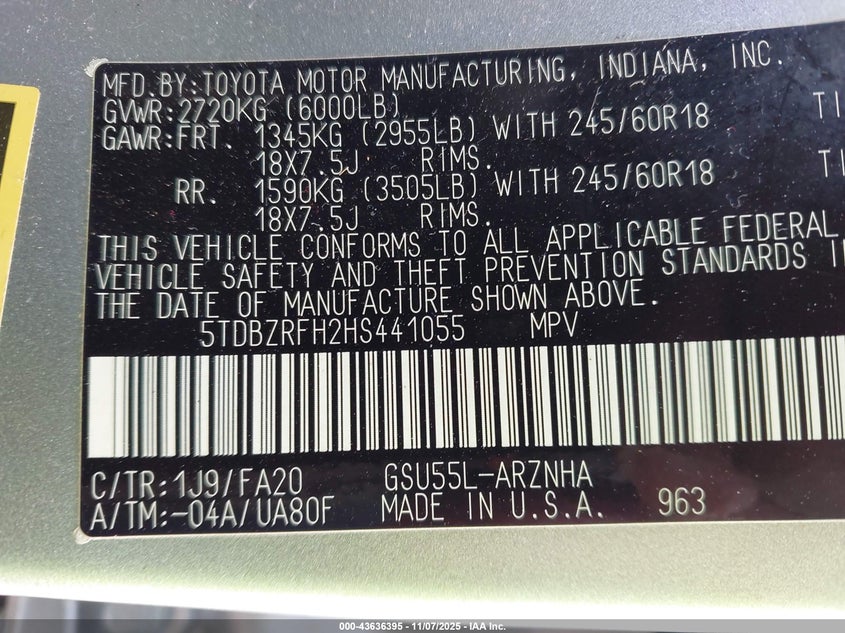 MFD.BY:TOYOTA MOTOR MANUFACTURING, INDIANA, INC.
GVWR:2720KG (6000LB)
GAWR:FRT. 1345KG (2955LB) WITH 245/60R18 TI
18X7.5J RIMS.
RR. 1590KG (3505LB) WITH 245/60R18 TI
18X7.5J RIMS.
THIS VEHICLE CONFORMS TO ALL APPLICABLE FEDERAL
VEHICLE SAFETY AND THEFT PREVENTION STANDARDS I
THE DATE OF MANUFACTURE SHOWN ABOVE.
5TDBZRFH2HS441055 MPV
C/TR:1J9/FA20 GSU55L-ARZNHA
A/TM:-04A/UA80F MADE IN U.S.A. 963
000-43636395 - 11/07/2025 - IAA Inc.